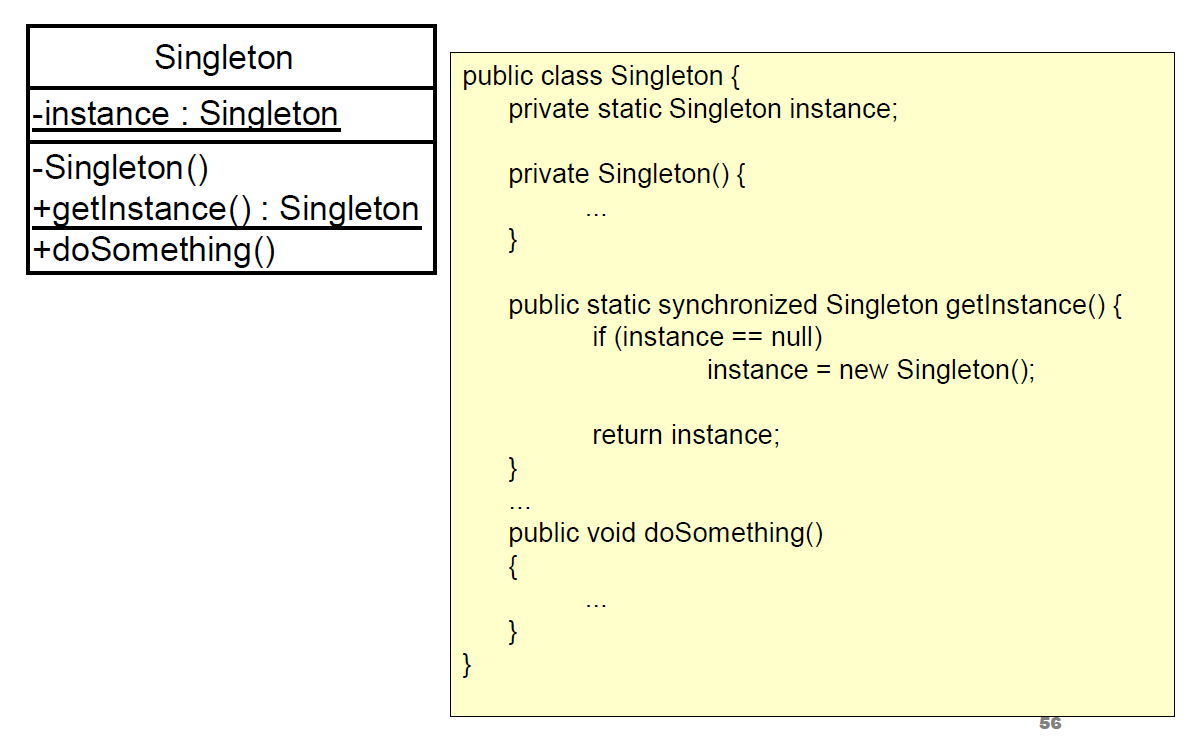 Singleton
-instance : Singleton
-Singleton()
+getInstance() : Singleton
+doSomething()
public class Singleton {
private static Singleton instance;
private Singleton() {
...
}
public static synchronized Singleton getInstance() {
if (instance == null)
instance = new Singleton();
return instance;
}
...
public void doSomething()
{
...
}
}
56